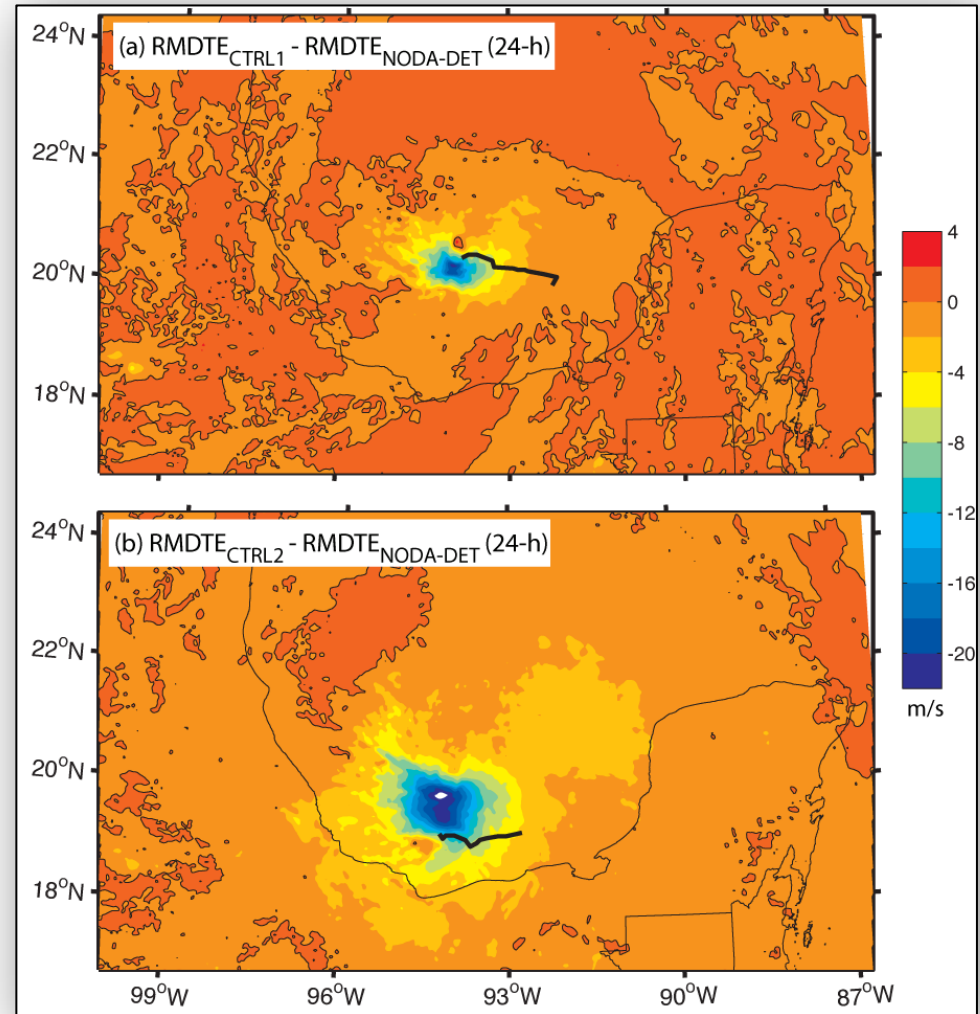 (a) RMDTE_CTRL1 - RMDTE_NODA-DET (24-h)
24°N
22°N
20°N
18°N
(b) RMDTE_CTRL2 - RMDTE_NODA-DET (24-h)
24°N
22°N
20°N
18°N
99°W 96°W 93°W 90°W 87°W
4
0
-4
-8
-12
-16
-20
m/s